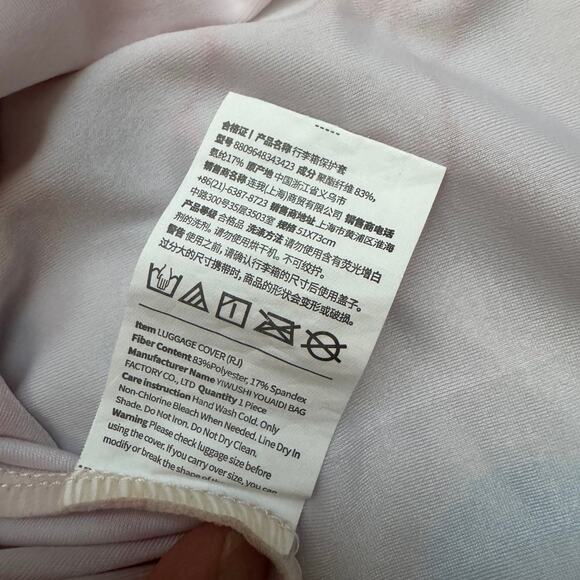 合格证！产品名称 行李箱保护套
型号 8809648343423 成分 聚酯纤维 83%,
氨纶17% 原产地 中国浙江省义乌市
销售商名称 连我(上海)商贸有限公司 销售商电话
+86(21)-6387-8723 销售商地址 上海市黄浦区淮海
中路300号35层3503室 规格 51X73cm
产品等级 合格品 洗涤方法 请勿使用含有荧光增白
剂的洗剂。请勿使用烘干机。不可绞拧。
警告 使用之前,请确认行李箱的尺寸后使用盖子。
过分大的尺寸携带时,商品的形状会变形或破损。
Item LUGGAGE COVER (RJ)
Fiber Content 83%Polyester, 17% Spandex
Manufacturer Name YIWUSHI YOUAIDI BAG
FACTORY CO., LTD Quantity 1 Piece
Care instruction Hand Wash Cold. Only
Non-Chlorine Bleach When Needed. Line Dry In
Shade. Do Not Iron. Do Not Dry Clean.
Warning Please check luggage size before
using the cover. If you carry over size, you can
modify or break the shape of the